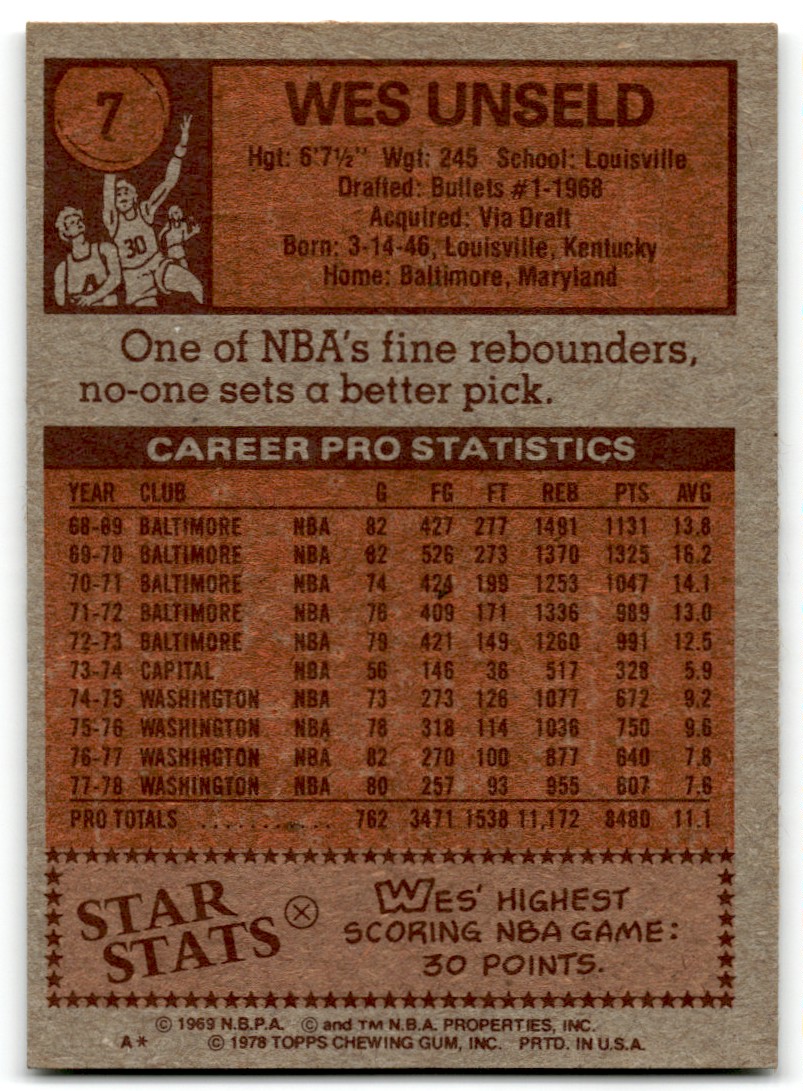 7
30
WES UNSELD
Hgt: 6'7½" Wgt: 245 School: Louisville
Drafted: Bullets #1-1968
Acquired: Via Draft
Born: 3-14-46, Louisville, Kentucky
Home: Baltimore, Maryland
One of NBA's fine rebounders,
no-one sets a better pick.
CAREER PRO STATISTICS
YEAR CLUB G FG FT REB PTS AVG
68-69 BALTIMORE NBA 82 427 277 1491 1131 13.8
69-70 BALTIMORE NBA 82 526 273 1370 1325 16.2
70-71 BALTIMORE NBA 74 424 199 1253 1047 14.1
71-72 BALTIMORE NBA 76 409 171 1336 989 13.0
72-73 BALTIMORE NBA 79 421 149 1260 991 12.5
73-74 CAPITAL NBA 56 146 36 517 328 5.9
74-75 WASHINGTON NBA 73 273 126 1077 672 9.2
75-76 WASHINGTON NBA 78 318 114 1036 750 9.6
76-77 WASHINGTON NBA 82 270 100 877 640 7.8
77-78 WASHINGTON NBA 80 257 93 955 607 7.6
PRO TOTALS . . . . . . . . . . . 762 3471 1538 11,172 8480 11.1
STAR STATS
WES' HIGHEST
SCORING NBA GAME:
30 POINTS.
© 1969 N.B.P.A. © and TM N.B.A. PROPERTIES, INC.
A* © 1978 TOPPS CHEWING GUM, INC. PRTD. IN U.S.A.